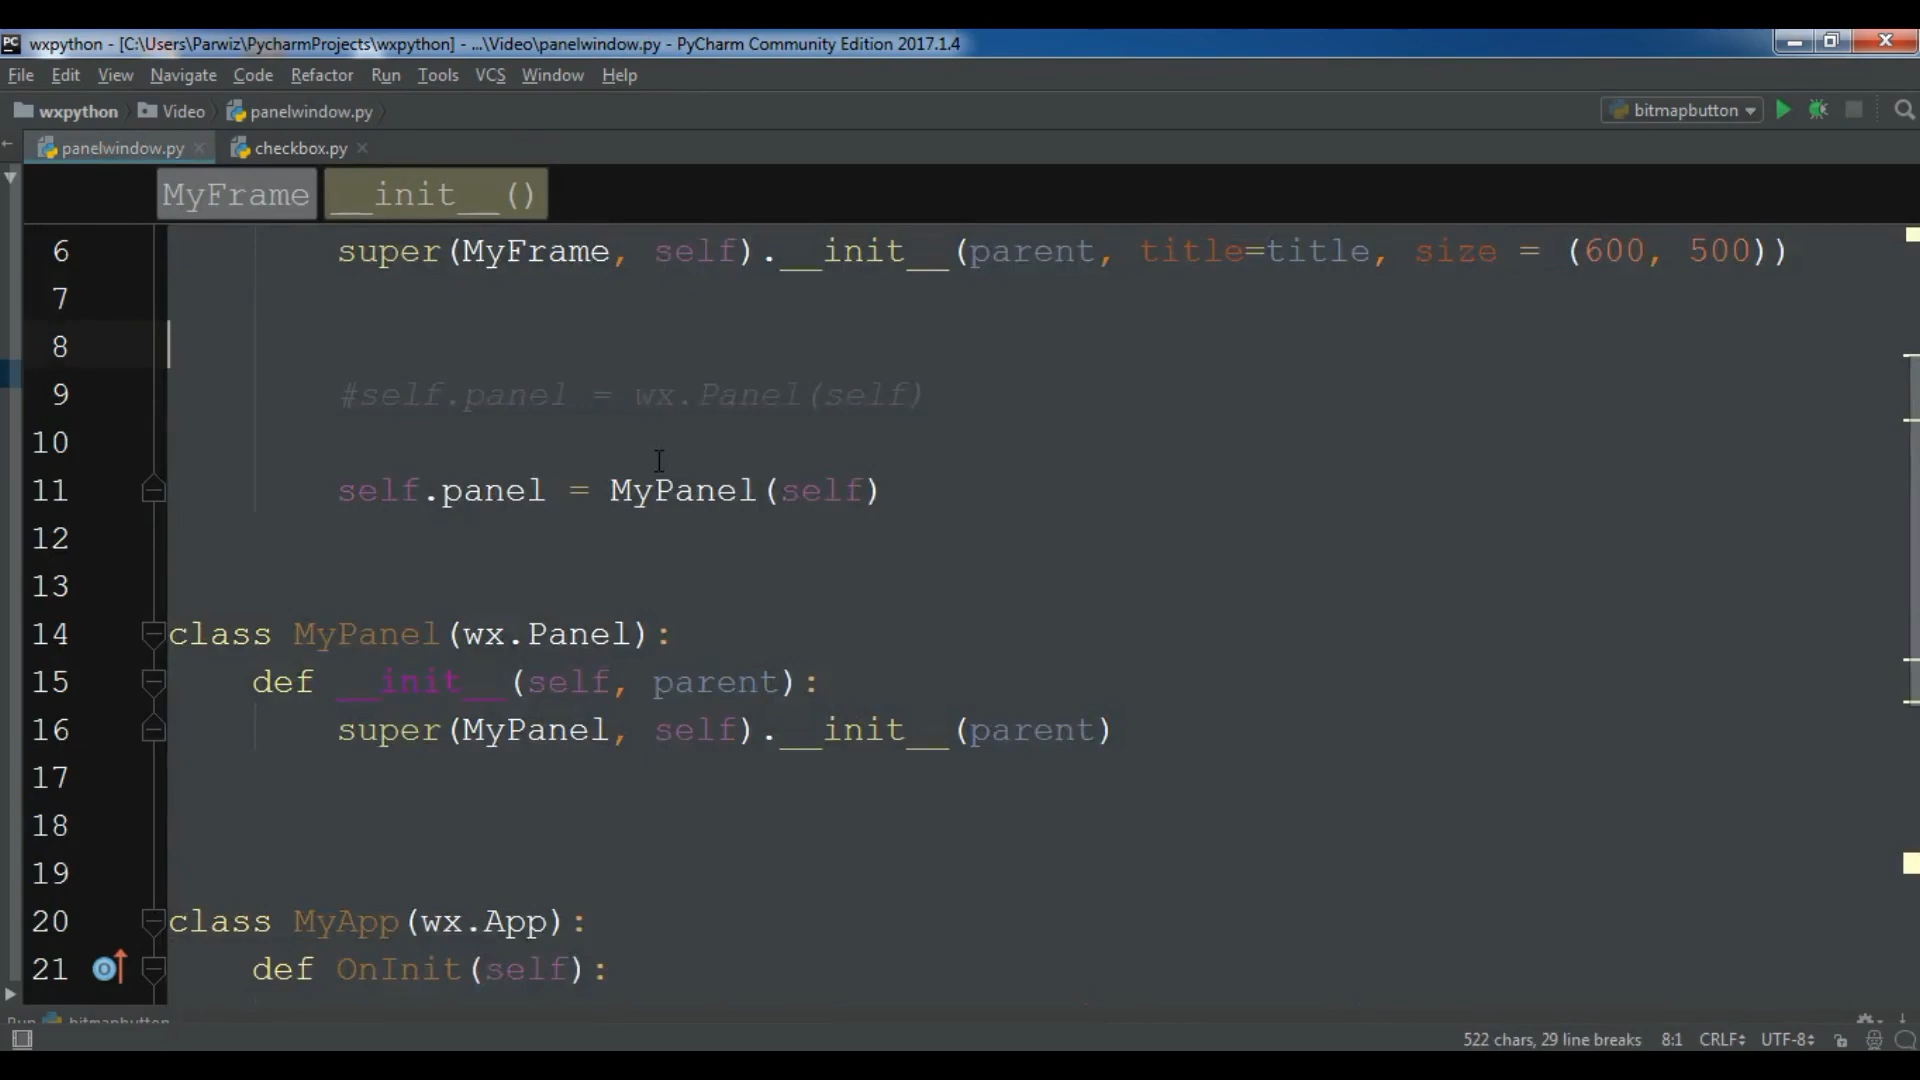 wxpython - [C:\Users\Parwiz\PycharmProjects\wxpython] - ...\Video\panelwindow.py - PyCharm Community Edition 2017.1.4
File Edit View Navigate Code Refactor Run Tools VCS Window Help
wxpython Video panelwindow.py bitmapbutton
panelwindow.py checkbox.py
MyFrame __init__()
6 super(MyFrame, self).__init__(parent, title=title, size = (600, 500))
7
8
9 #self.panel = wx.Panel(self)
10
11 self.panel = MyPanel(self)
12
13
14 class MyPanel(wx.Panel):
15 def __init__(self, parent):
16 super(MyPanel, self).__init__(parent)
17
18
19
20 class MyApp(wx.App):
21 def OnInit(self):
Run bitmapbutton
522 chars, 29 line breaks 8:1 CRLF UTF-8